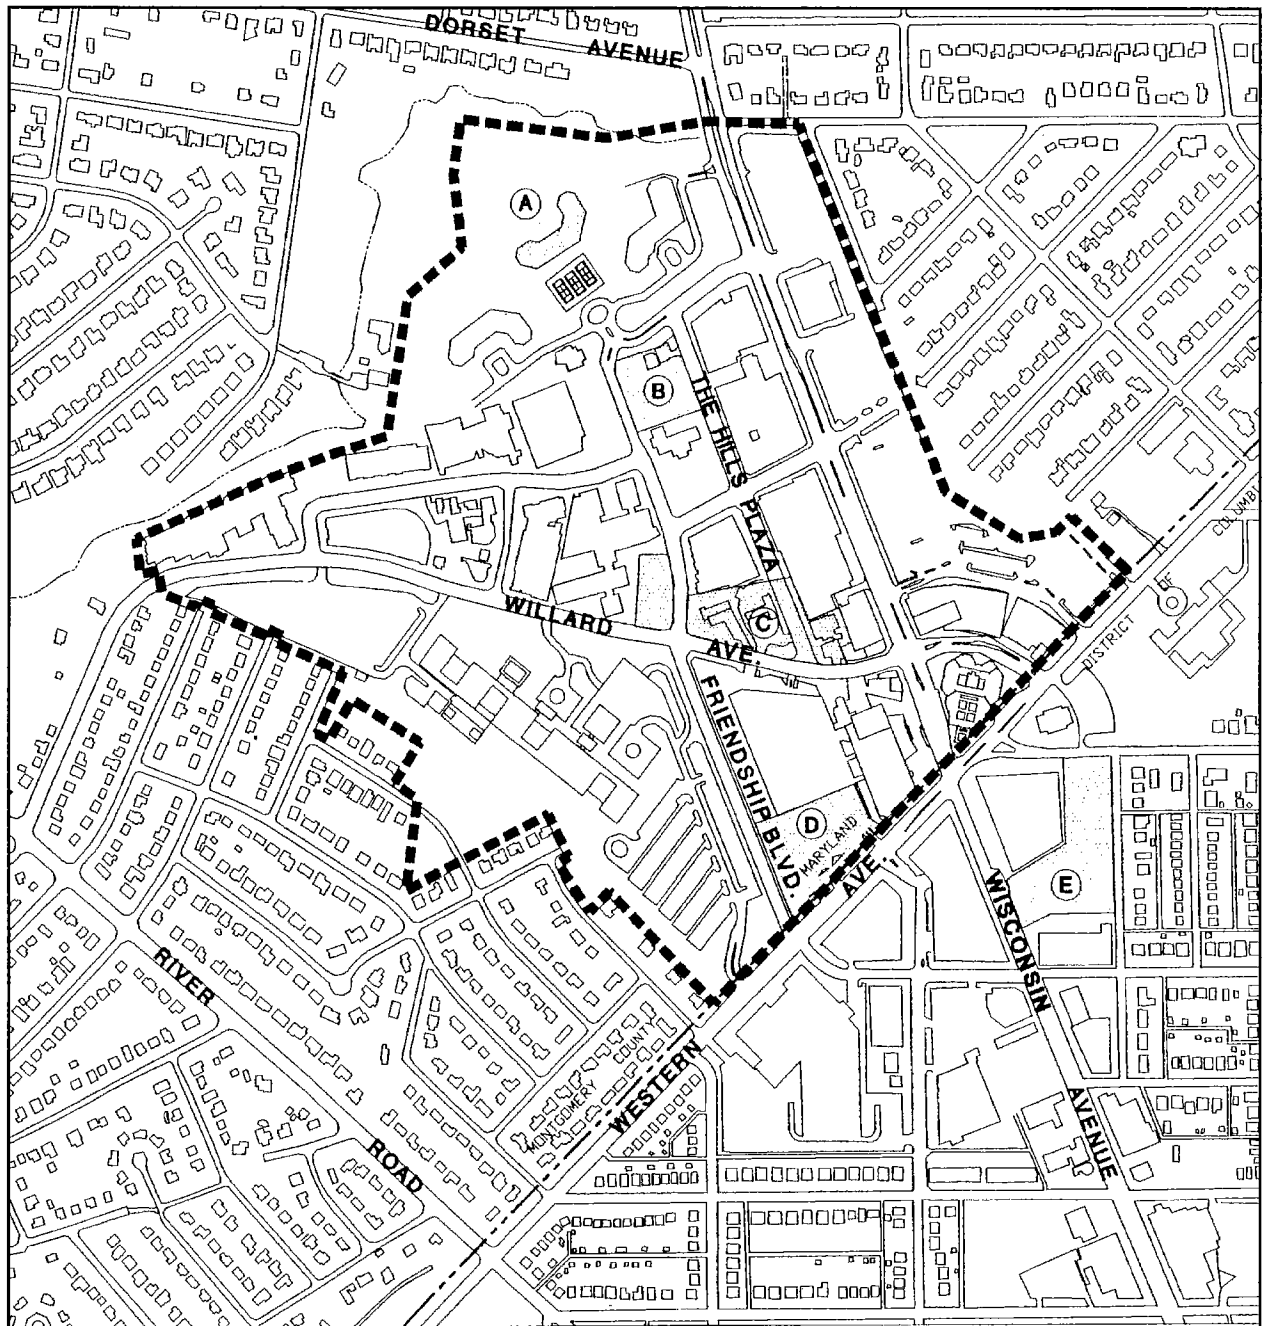 DORSET AVENUE
A
B
THE HILLS PLAZA
COLUMBI
OF
DISTRICT
WILLARD AVE.
C
FRIENDSHIP BLVD.
D
MARYLAND
E
WESTERN AVE.
WISCONSIN AVENUE
RIVER ROAD
MONTGOMERY COUNTY